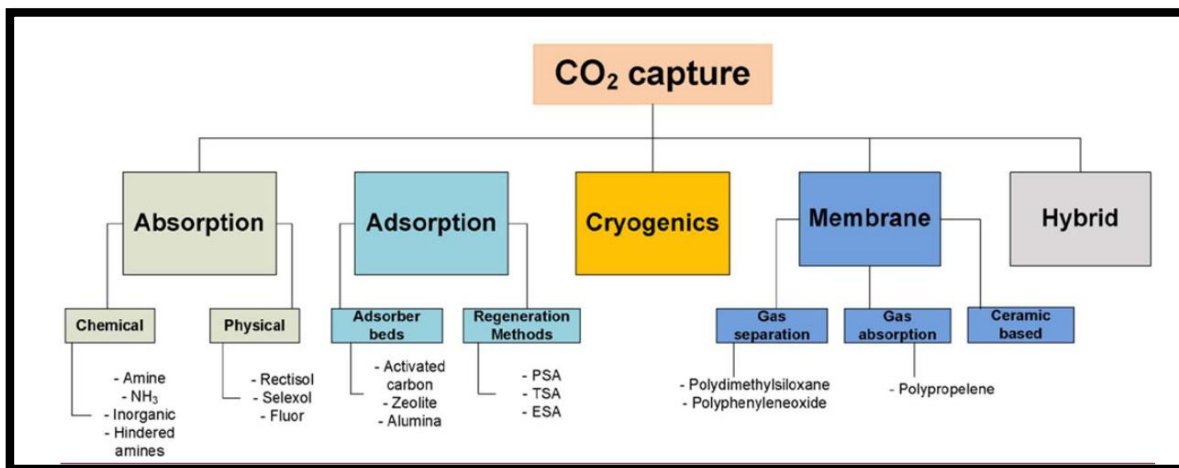 CO₂ capture
Absorption
Adsorption
Cryogenics
Membrane
Hybrid
Chemical
Physical
Adsorber
beds
Regeneration
Methods
Gas
separation
Gas
absorption
Ceramic
based
- Amine
- NH₃
- Inorganic
- Hindered
amines
- Rectisol
- Selexol
- Fluor
- Activated
carbon
- Zeolite
- Alumina
- PSA
- TSA
- ESA
- Polydimethylsiloxane
- Polyphenyleneoxide
- Polypropelene